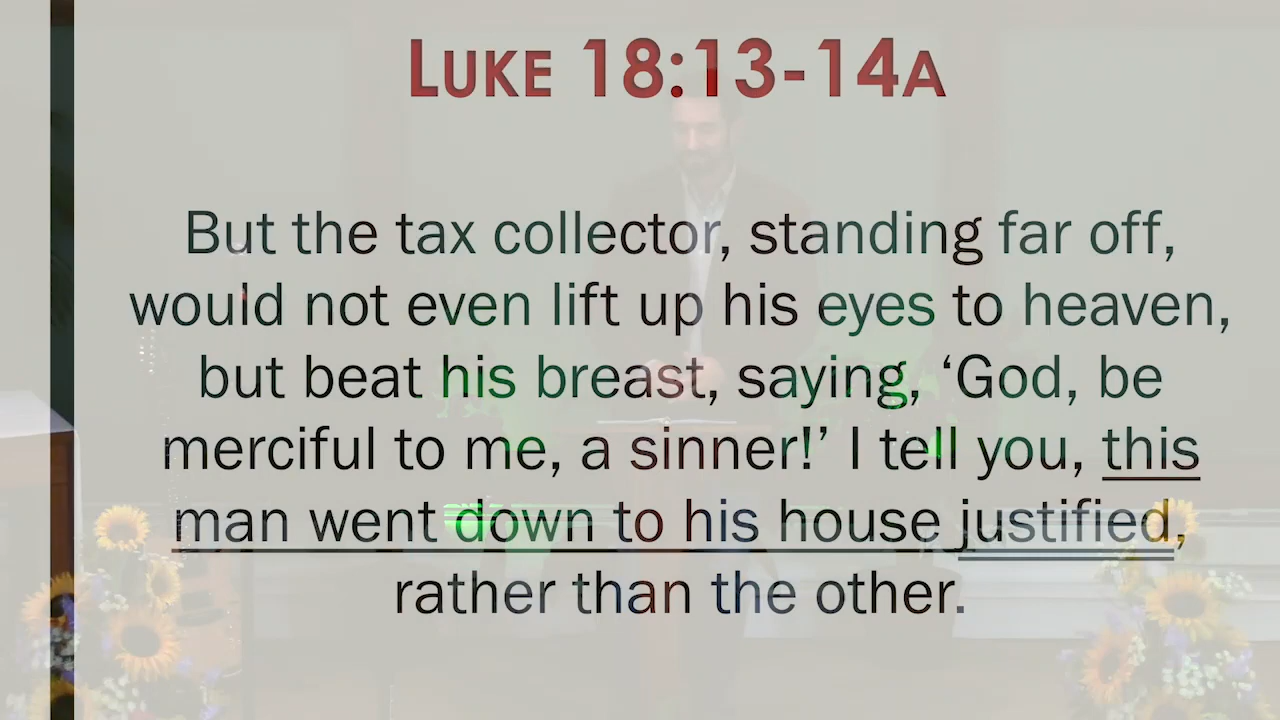 LUKE 18:13-14A
But the tax collector, standing far off,
would not even lift up his eyes to heaven,
but beat his breast, saying, ‘God, be
merciful to me, a sinner!’ I tell you, this
man went down to his house justified,
rather than the other.